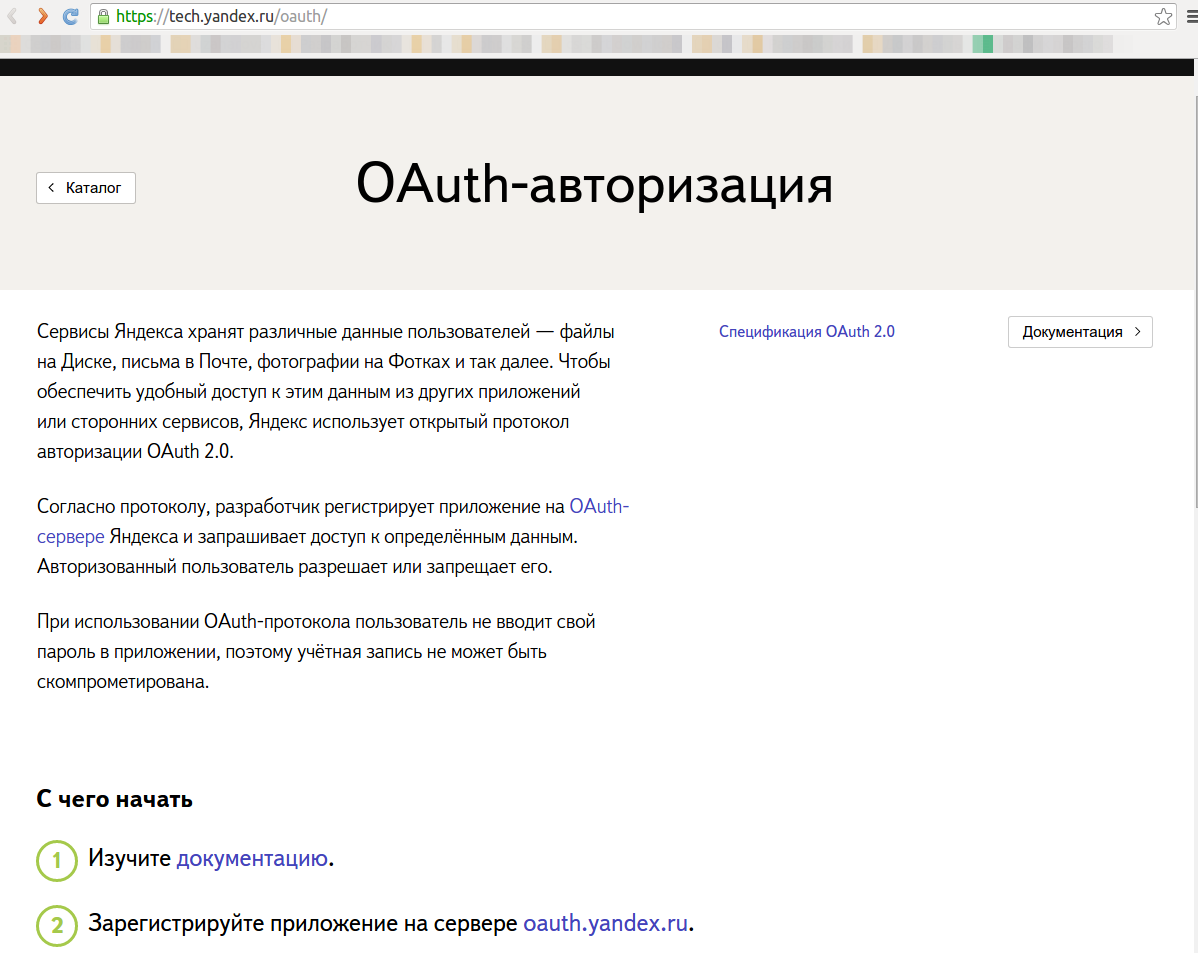 https://tech.yandex.ru/oauth/
Каталог
OAuth-авторизация
Сервисы Яндекса хранят различные данные пользователей — файлы
на Диске, письма в Почте, фотографии на Фотках и так далее. Чтобы
обеспечить удобный доступ к этим данным из других приложений
или сторонних сервисов, Яндекс использует открытый протокол
авторизации OAuth 2.0.
Согласно протоколу, разработчик регистрирует приложение на OAuth-
сервере Яндекса и запрашивает доступ к определённым данным.
Авторизованный пользователь разрешает или запрещает его.
При использовании OAuth-протокола пользователь не вводит свой
пароль в приложении, поэтому учётная запись не может быть
скомпрометирована.
Спецификация OAuth 2.0
Документация
С чего начать
1 Изучите документацию.
2 Зарегистрируйте приложение на сервере oauth.yandex.ru.